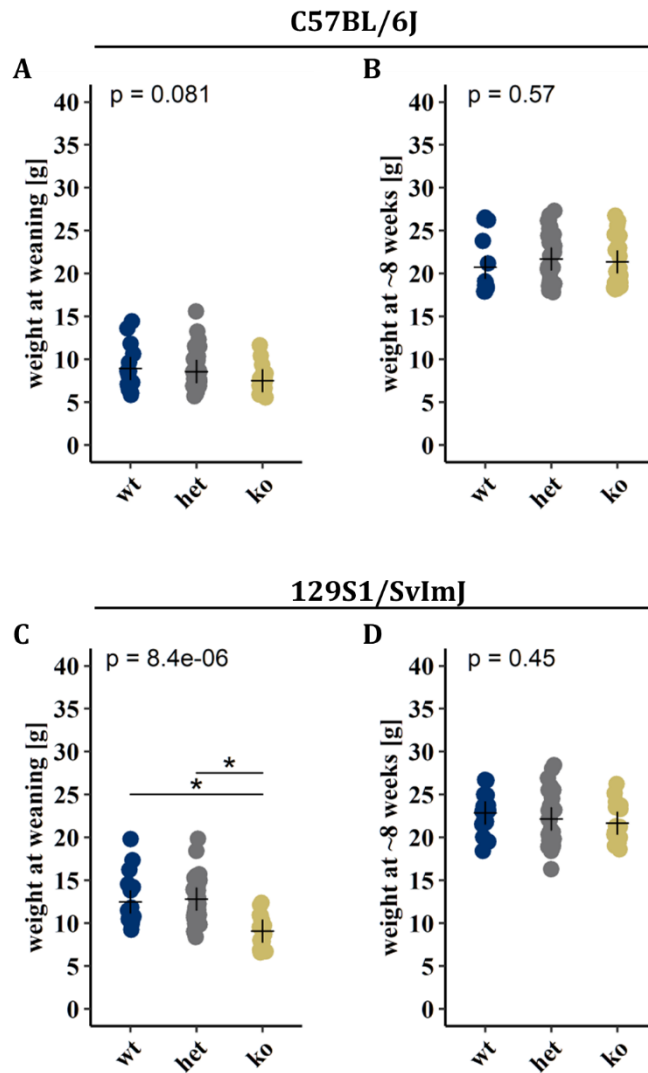 C57BL/6J
A
p = 0.081
weight at weaning [g]
40
35
30
25
20
15
10
5
0
wt
het
ko
B
p = 0.57
weight at ~8 weeks [g]
40
35
30
25
20
15
10
5
0
wt
het
ko
129S1/SvImJ
C
p = 8.4e-06
weight at weaning [g]
40
35
30
25
20
15
10
5
0
*
*
wt
het
ko
D
p = 0.45
weight at ~8 weeks [g]
40
35
30
25
20
15
10
5
0
wt
het
ko